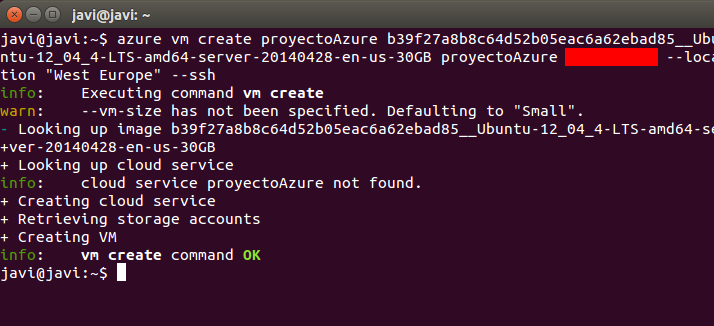 javi@javi: ~
javi@javi:~$ azure vm create proyectoAzure b39f27a8b8c64d52b05eac6a62ebad85__Ubu
ntu-12_04_4-LTS-amd64-server-20140428-en-us-30GB proyectoAzure --loca
tion "West Europe" --ssh
info: Executing command vm create
warn: --vm-size has not been specified. Defaulting to "Small".
- Looking up image b39f27a8b8c64d52b05eac6a62ebad85__Ubuntu-12_04_4-LTS-amd64-se
+ver-20140428-en-us-30GB
+ Looking up cloud service
info: cloud service proyectoAzure not found.
+ Creating cloud service
+ Retrieving storage accounts
+ Creating VM
info: vm create command OK
javi@javi:~$